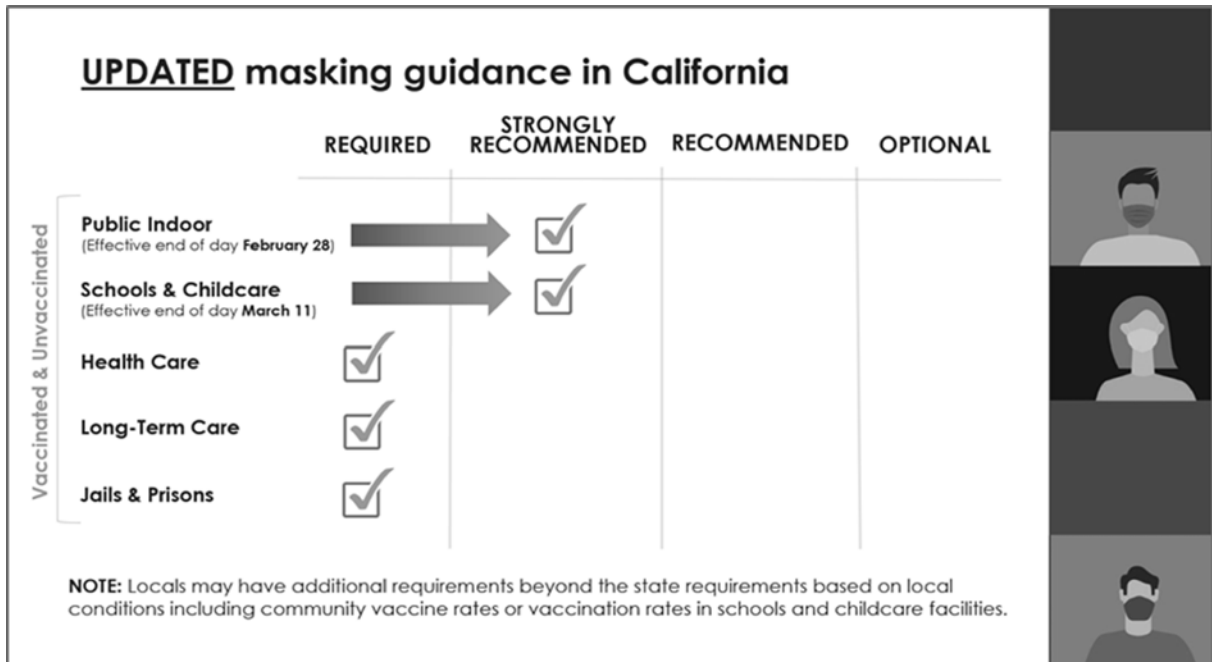 UPDATED masking guidance in California
REQUIRED
STRONGLY
RECOMMENDED
RECOMMENDED
OPTIONAL
Vaccinated & Unvaccinated
Public Indoor
(Effective end of day February 28)
Schools & Childcare
(Effective end of day March 11)
Health Care
Long-Term Care
Jails & Prisons
NOTE: Locals may have additional requirements beyond the state requirements based on local
conditions including community vaccine rates or vaccination rates in schools and childcare facilities.